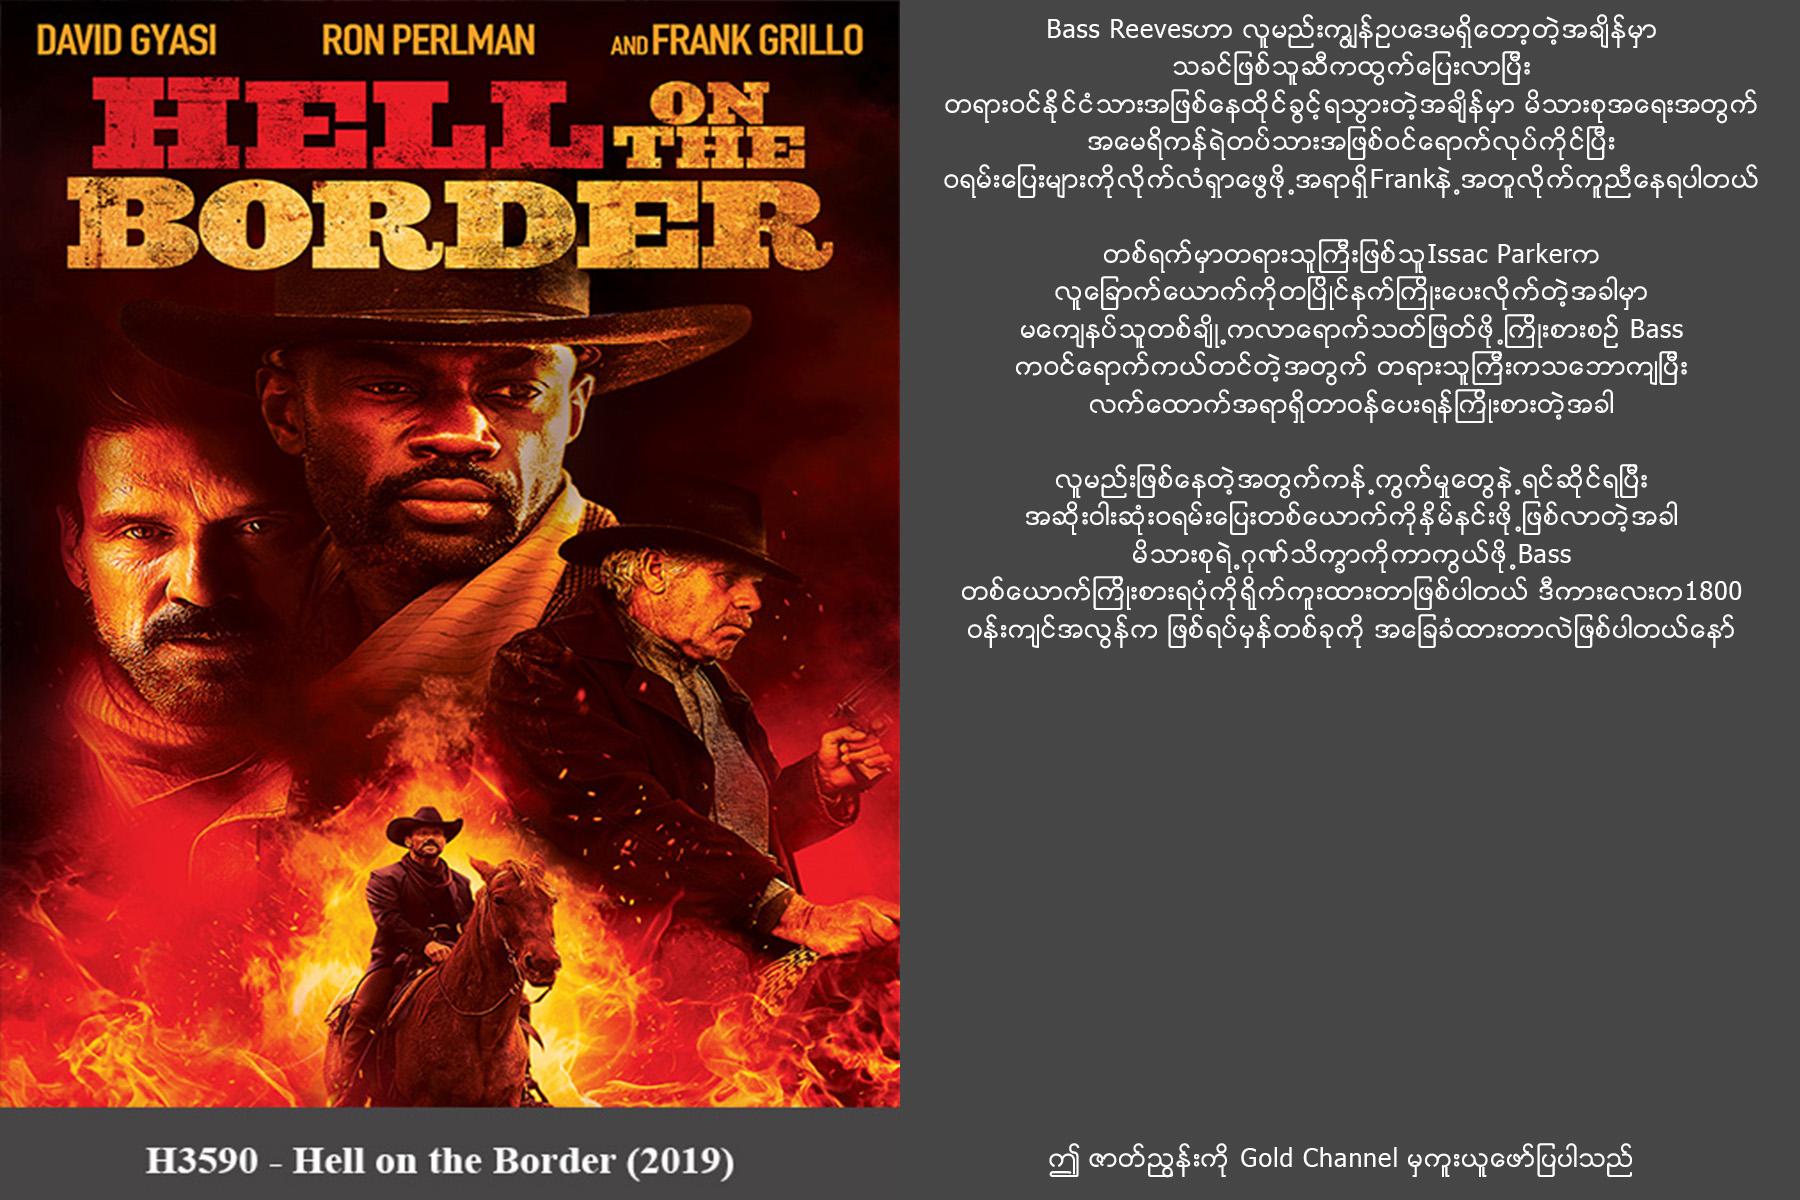 DAVID GYASI RON PERLMAN AND FRANK GRILLO
HELL ON THE BORDER
Bass Reevesဟာ လူမည်းကျွန်ဥပဒေမရှိတော့တဲ့အချိန်မှာ
သခင်ဖြစ်သူဆီကထွက်ပြေးလာပြီး
တရားဝင်နိုင်ငံသားအဖြစ်နေထိုင်ခွင့်ရသွားတဲ့အချိန်မှာ မိသားစုအရေးအတွက်
အမေရိကန်ရဲတပ်သားအဖြစ်ဝင်ရောက်လုပ်ကိုင်ပြီး
ဝရမ်းပြေးများကိုလိုက်လံရှာဖွေဖို့အရာရှိFrankနဲ့အတူလိုက်ကူညီနေရပါတယ်
တစ်ရက်မှာတရားသူကြီးဖြစ်သူIssac Parkerက
လူခြောက်ယောက်ကိုတပြိုင်နက်ကြိုးပေးလိုက်တဲ့အခါမှာ
မကျေနပ်သူတစ်ချို့ကလာရောက်သတ်ဖြတ်ဖို့ကြိုးစားစဉ် Bass
ကဝင်ရောက်ကယ်တင်တဲ့အတွက် တရားသူကြီးကသဘောကျပြီး
လက်ထောက်အရာရှိတာဝန်ပေးရန်ကြိုးစားတဲ့အခါ
လူမည်းဖြစ်နေတဲ့အတွက်ကန့်ကွက်မှုတွေနဲ့ရင်ဆိုင်ရပြီး
အဆိုးဝါးဆုံးဝရမ်းပြေးတစ်ယောက်ကိုနှိမ်နင်းဖို့ဖြစ်လာတဲ့အခါ
မိသားစုရဲ့ဂုဏ်သိက္ခာကိုကာကွယ်ဖို့Bass
တစ်ယောက်ကြိုးစားရပုံကိုရိုက်ကူးထားတာဖြစ်ပါတယ် ဒီကားလေးက1800
ဝန်းကျင်အလွန်က ဖြစ်ရပ်မှန်တစ်ခုကို အခြေခံထားတာလဲဖြစ်ပါတယ်နော်
H3590 - Hell on the Border (2019)
ဤ ဇာတ်ညွှန်းကို Gold Channel မှကူးယူဖော်ပြပါသည်